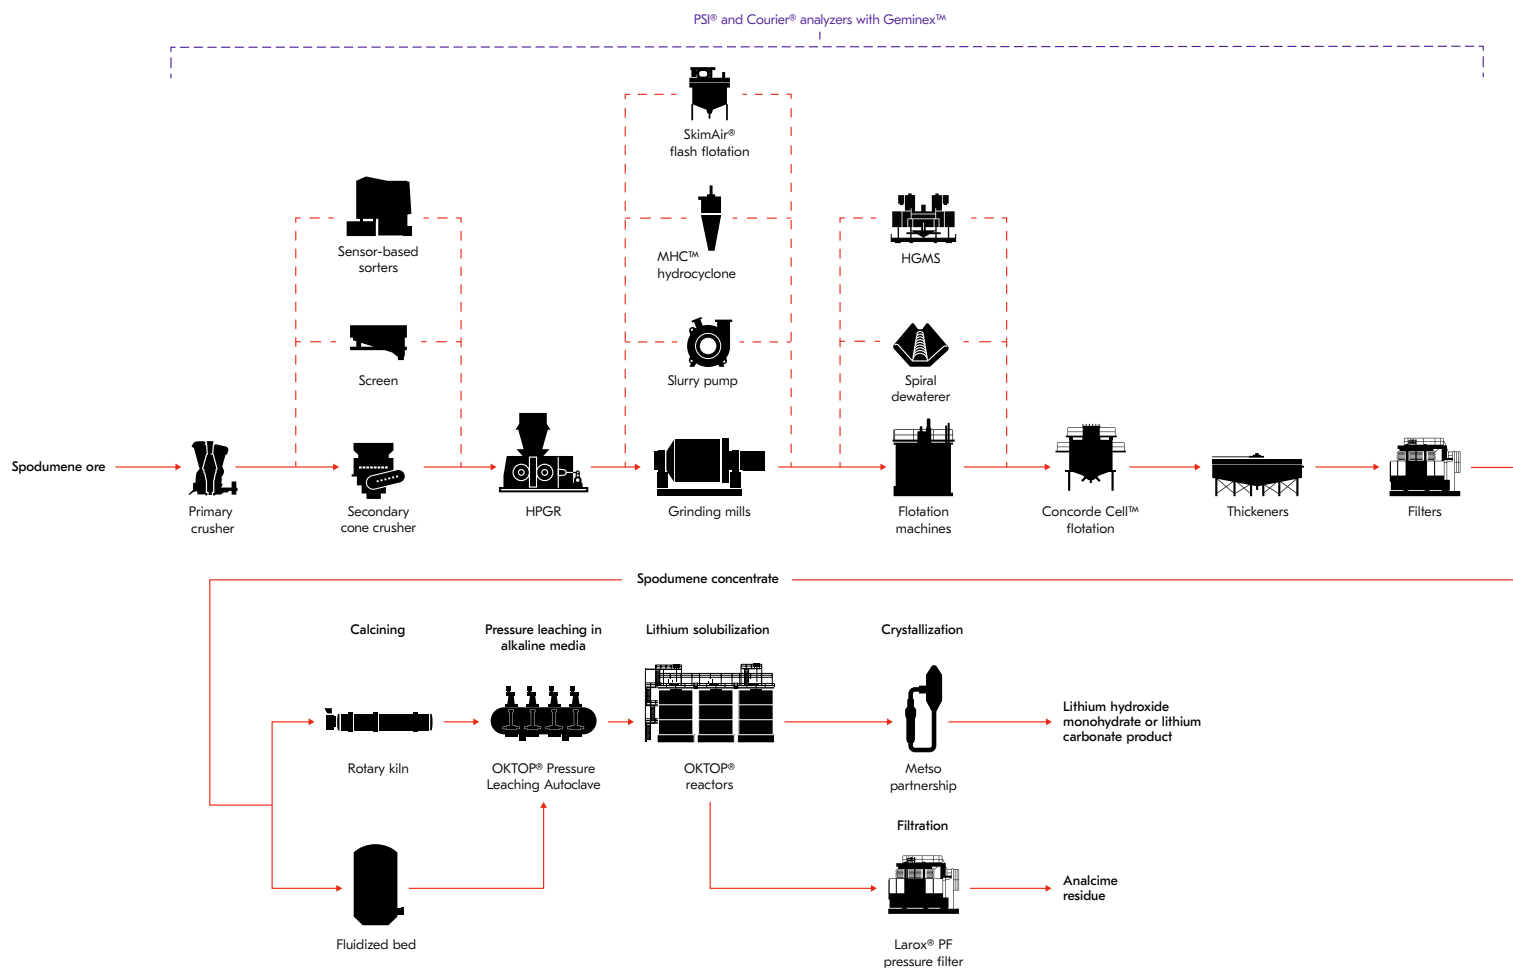 PSI® and Courier® analyzers with Geminex™
SkimAir®
flash flotation
Sensor-based
sorters
MHC™
hydrocyclone
HGMS
Screen
Slurry pump
Spiral
dewaterer
Spodumene ore
Primary
crusher
Secondary
cone crusher
HPGR
Grinding mills
Flotation
machines
Concorde Cell™
flotation
Thickeners
Filters
Spodumene concentrate
Calcining
Pressure leaching in
alkaline media
Lithium solubilization
Crystallization
Rotary kiln
OKTOP® Pressure
Leaching Autoclave
OKTOP®
reactors
Metso
partnership
Lithium hydroxide
monohydrate or lithium
carbonate product
Filtration
Fluidized bed
Larox® PF
pressure filter
Analcime
residue